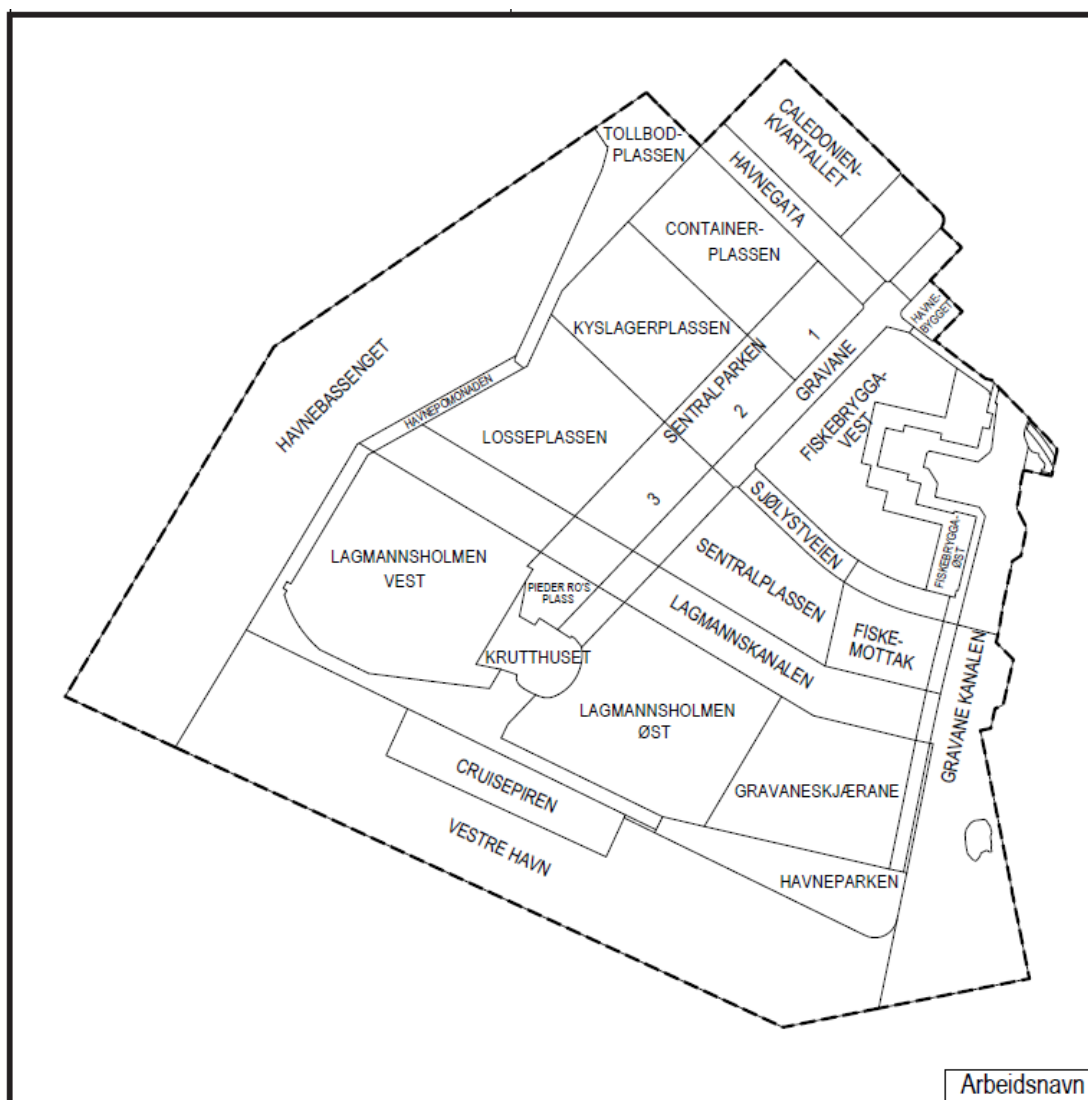 CALEDONIEN-
KVARTALLET
TOLLBOD-
PLASSEN
HAVNEGATA
CONTAINER-
PLASSEN
HAVNE-
BYGGET
KYSLAGERPLASSEN
1
GRAVANE
HAVNEBASSENGET
HAVNEPOMONADEN
SENTRALPARKEN
2
FISKEBRYGGA-
VEST
LOSSEPLASSEN
3
SJØLYSTVEIEN
FISKEBRYGGA-
ØST
LAGMANNSHOLMEN
VEST
SENTRALPLASSEN
PIEDER RO'S
PLASS
LAGMANNSKANALEN
FISKE-
MOTTAK
KRUTTHUSET
GRAVANE KANALEN
LAGMANNSHOLMEN
ØST
CRUISEPIREN
GRAVANESKJÆRANE
VESTRE HAVN
HAVNEPARKEN
Arbeidsnavn